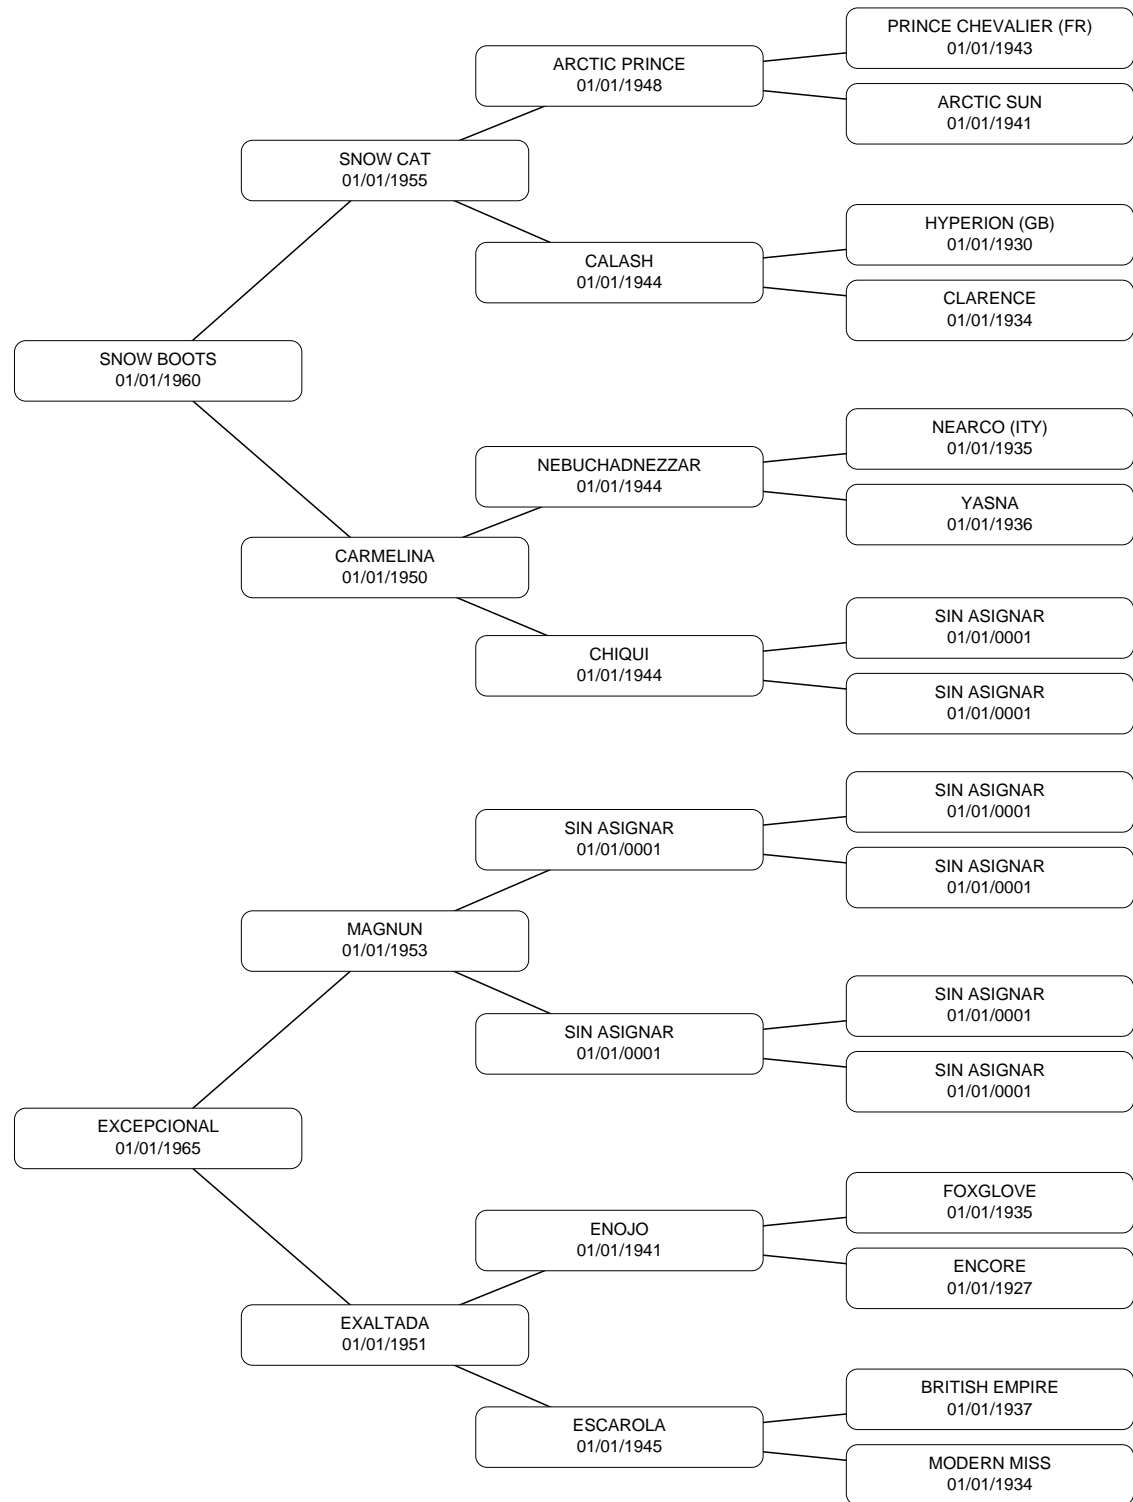 PRINCE CHEVALIER (FR)
01/01/1943
ARCTIC PRINCE
01/01/1948
ARCTIC SUN
01/01/1941
SNOW CAT
01/01/1955
HYPERION (GB)
01/01/1930
CALASH
01/01/1944
CLARENCE
01/01/1934
SNOW BOOTS
01/01/1960
NEARCO (ITY)
01/01/1935
NEBUCHADNEZZAR
01/01/1944
YASNA
01/01/1936
CARMELINA
01/01/1950
SIN ASIGNAR
01/01/0001
CHIQUI
01/01/1944
SIN ASIGNAR
01/01/0001
SIN ASIGNAR
01/01/0001
SIN ASIGNAR
01/01/0001
SIN ASIGNAR
01/01/0001
MAGNUN
01/01/1953
SIN ASIGNAR
01/01/0001
SIN ASIGNAR
01/01/0001
SIN ASIGNAR
01/01/0001
EXCEPCIONAL
01/01/1965
FOXGLOVE
01/01/1935
ENOJO
01/01/1941
ENCORE
01/01/1927
EXALTADA
01/01/1951
BRITISH EMPIRE
01/01/1937
ESCAROLA
01/01/1945
MODERN MISS
01/01/1934